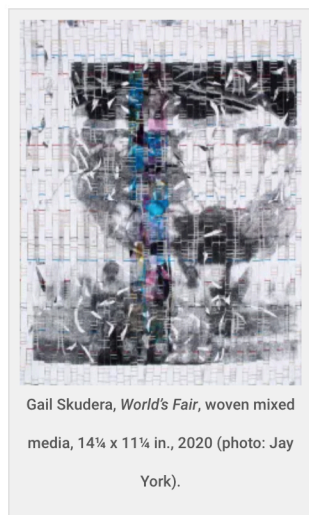 Gail Skudera, World's Fair, woven mixed
media, 14¼ x 11¼ in., 2020 (photo: Jay
York).